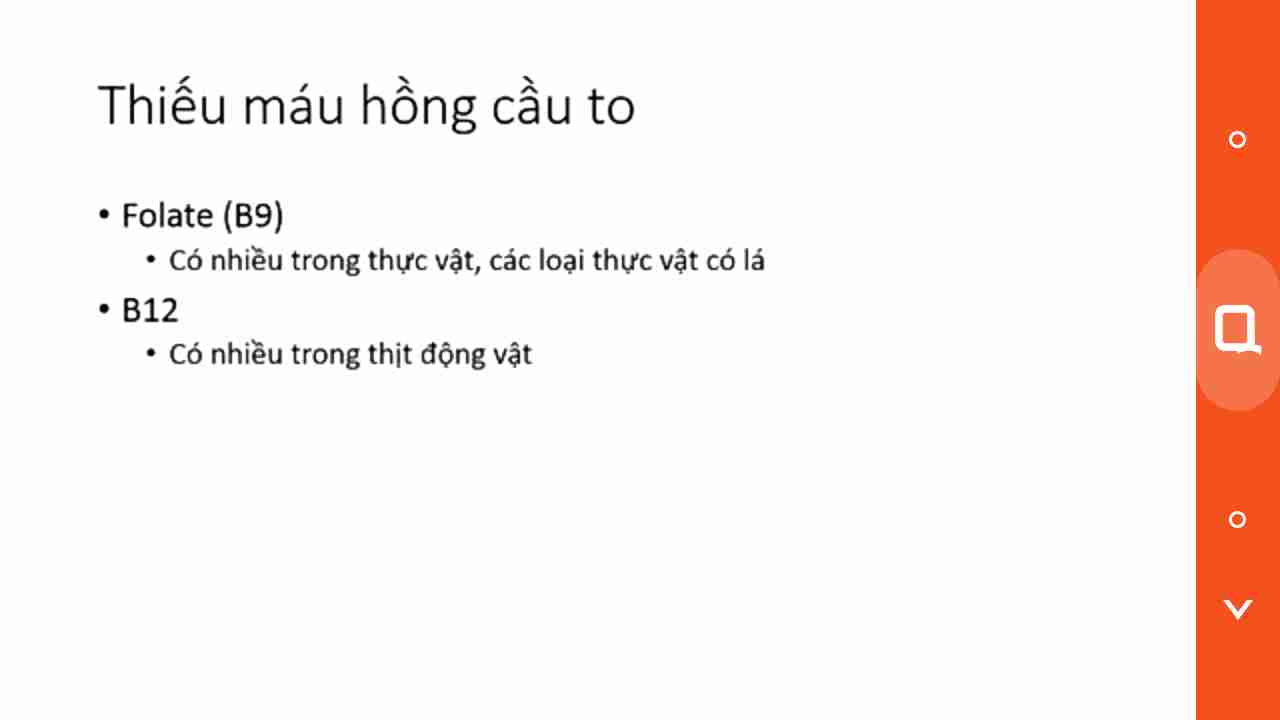 Thiếu máu hồng cầu to
• Folate (B9)
• Có nhiều trong thực vật, các loại thực vật có lá
• B12
• Có nhiều trong thịt động vật